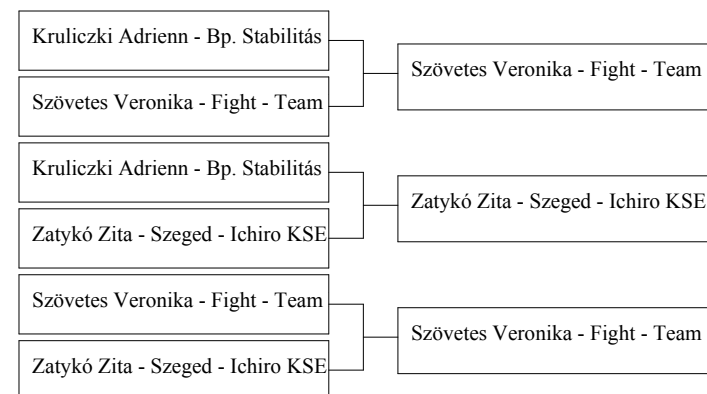 Kruliczki Adrienn - Bp. Stabilitás
Szövetes Veronika - Fight - Team
Szövetes Veronika - Fight - Team
Kruliczki Adrienn - Bp. Stabilitás
Zatykó Zita - Szeged - Ichiro KSE
Zatykó Zita - Szeged - Ichiro KSE
Szövetes Veronika - Fight - Team
Szövetes Veronika - Fight - Team
Zatykó Zita - Szeged - Ichiro KSE